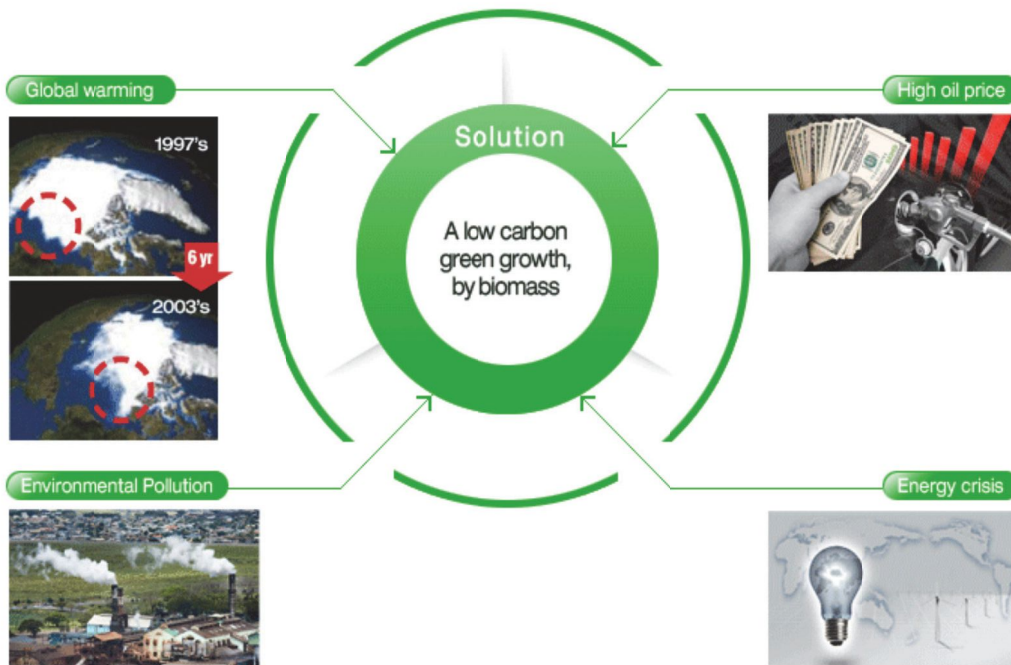 Global warming
1997's
6 yr
2003's
High oil price
Solution
A low carbon
green growth,
by biomass
Environmental Pollution
Energy crisis